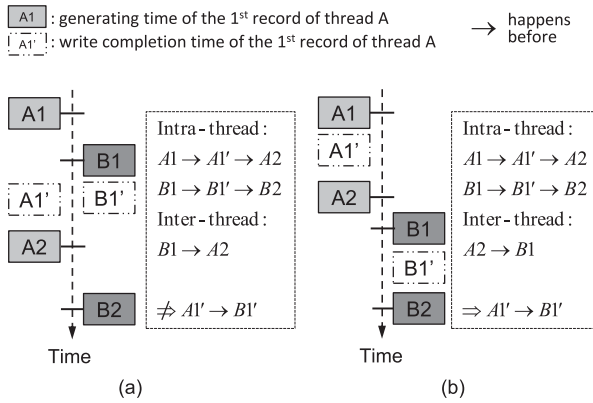 A1 : generating time of the 1st record of thread A
A1' : write completion time of the 1st record of thread A
→ happens before
A1
B1
A1' B1'
A2
B2
Time
Intra-thread :
A1 → A1' → A2
B1 → B1' → B2
Inter-thread :
B1 → A2
⇏ A1' → B1'
(a)
A1
A1'
A2
B1
B1'
B2
Time
Intra-thread :
A1 → A1' → A2
B1 → B1' → B2
Inter-thread :
A2 → B1
⇒ A1' → B1'
(b)